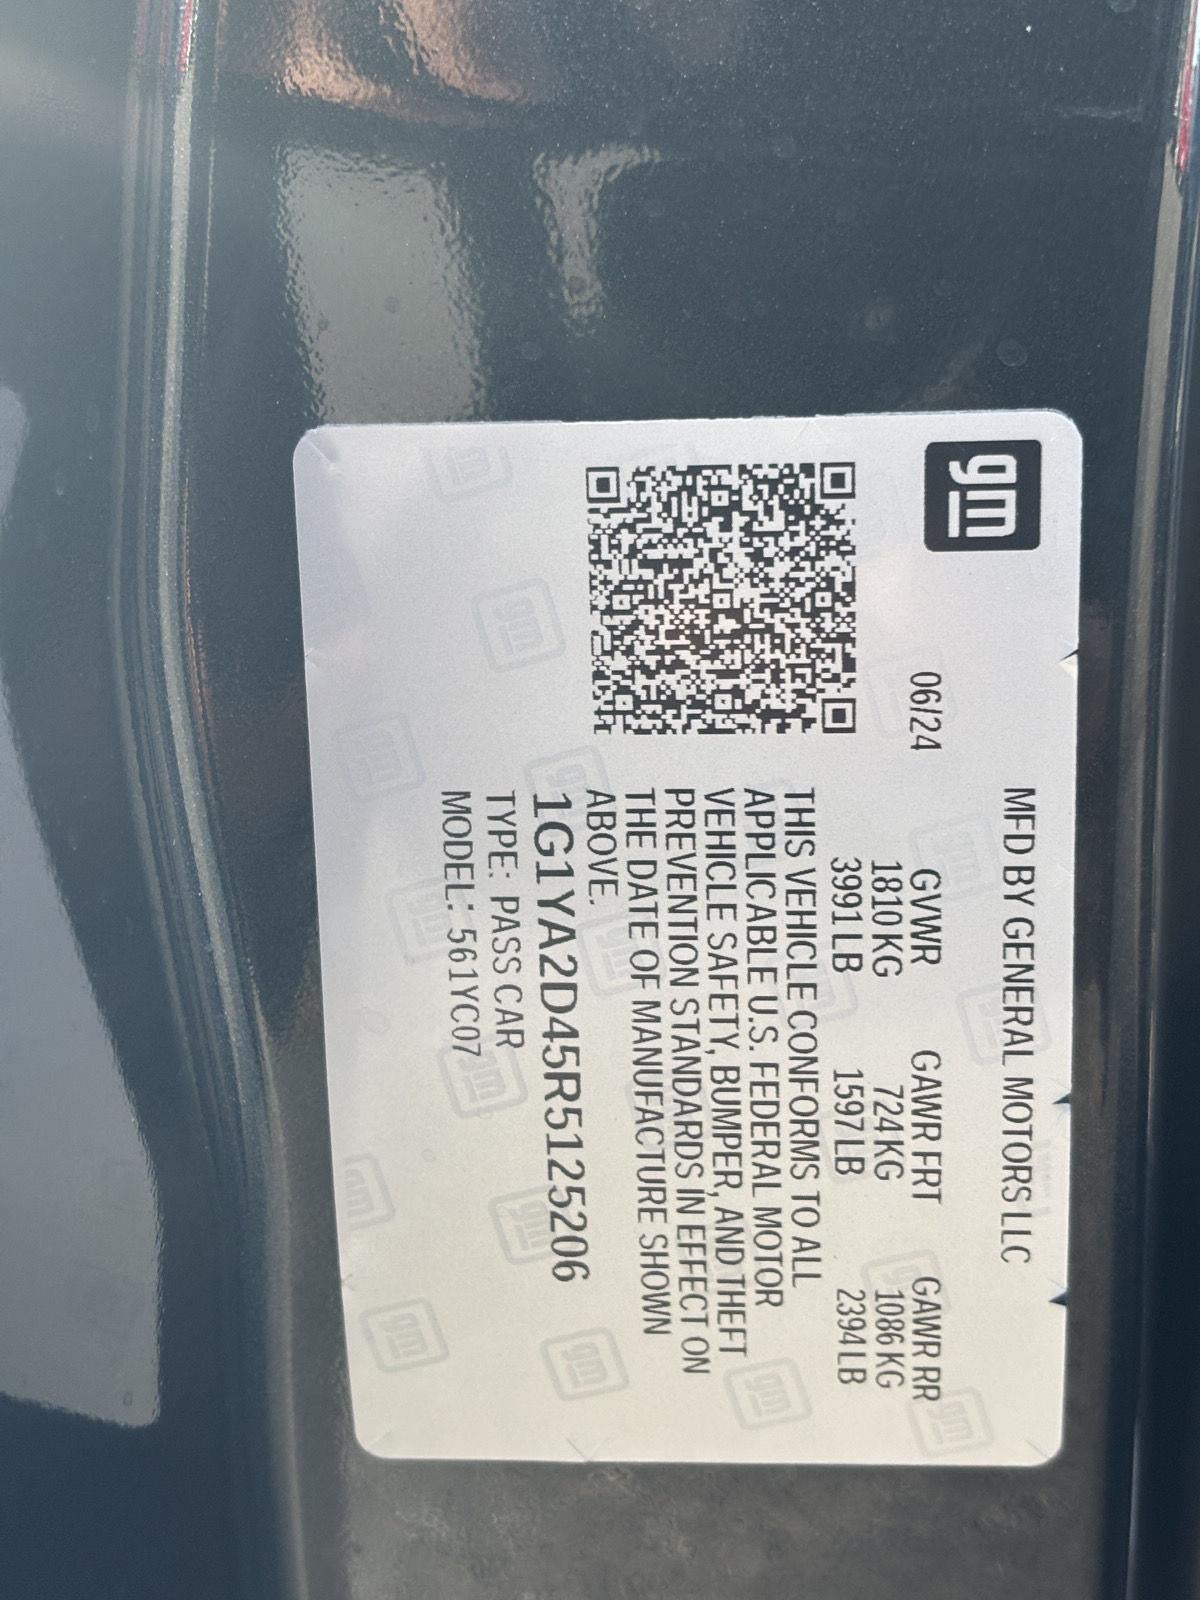 gm
MFD BY GENERAL MOTORS LLC
06/24 GVWR GAWR FRT GAWR RR
1810 KG 724 KG 1086 KG
3991 LB 1597 LB 2394 LB
THIS VEHICLE CONFORMS TO ALL
APPLICABLE U.S. FEDERAL MOTOR
VEHICLE SAFETY, BUMPER, AND THEFT
PREVENTION STANDARDS IN EFFECT ON
THE DATE OF MANUFACTURE SHOWN
ABOVE.
1G1YA2D45R5125206
TYPE: PASS CAR
MODEL: 561YC07